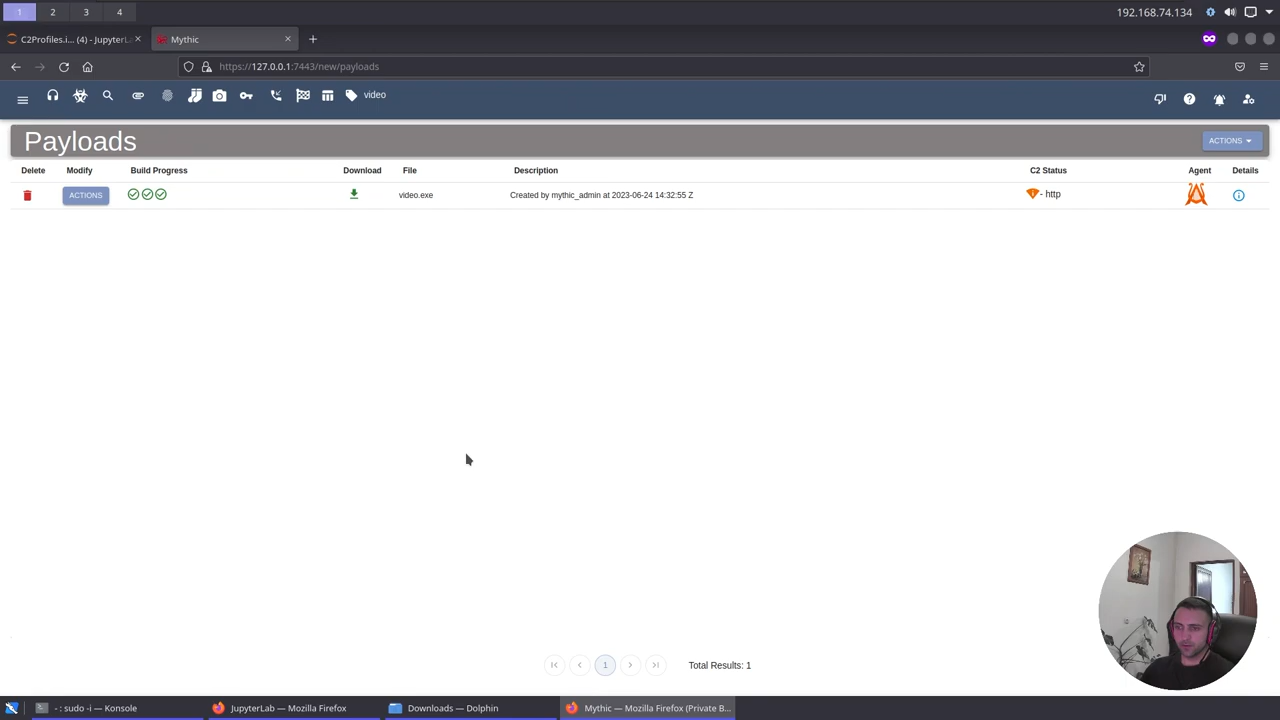 1 2 3 4 192.168.74.134
C2Profiles.i… (4) - JupyterLa Mythic
https://127.0.0.1:7443/new/payloads
video
Payloads ACTIONS
Delete Modify Build Progress Download File Description C2 Status Agent Details
ACTIONS video.exe Created by mythic_admin at 2023-06-24 14:32:55 Z - http
1 Total Results: 1
- : sudo -i — Konsole JupyterLab — Mozilla Firefox Downloads — Dolphin Mythic — Mozilla Firefox (Private B…